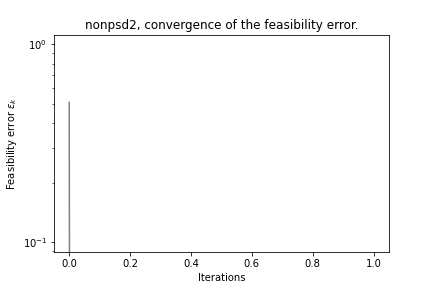 nonpsd2, convergence of the feasibility error.
10⁰
Feasibility error εₖ
10⁻¹
0.0 0.2 0.4 0.6 0.8 1.0
Iterations